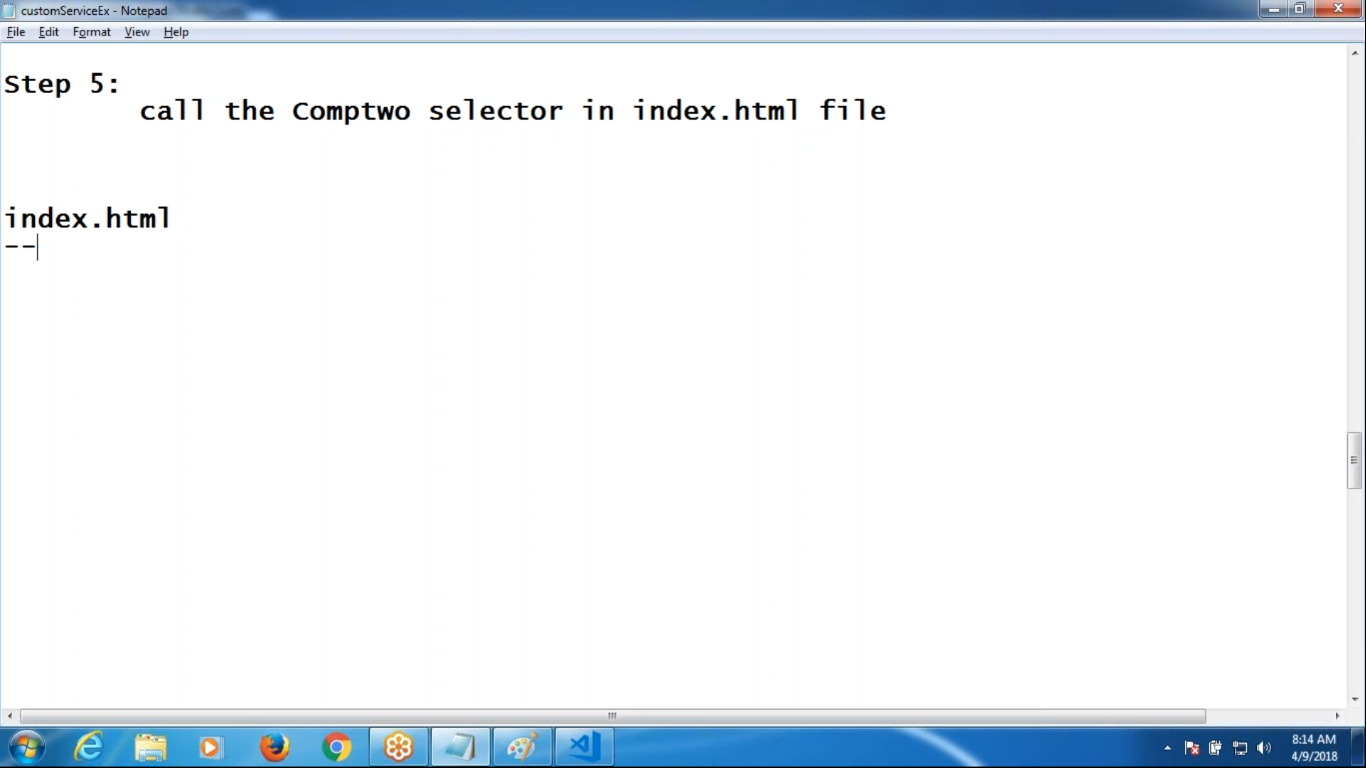 customServiceEx - Notepad
File Edit Format View Help
Step 5:
call the Comptwo selector in index.html file
index.html
--
8:14 AM
4/9/2018